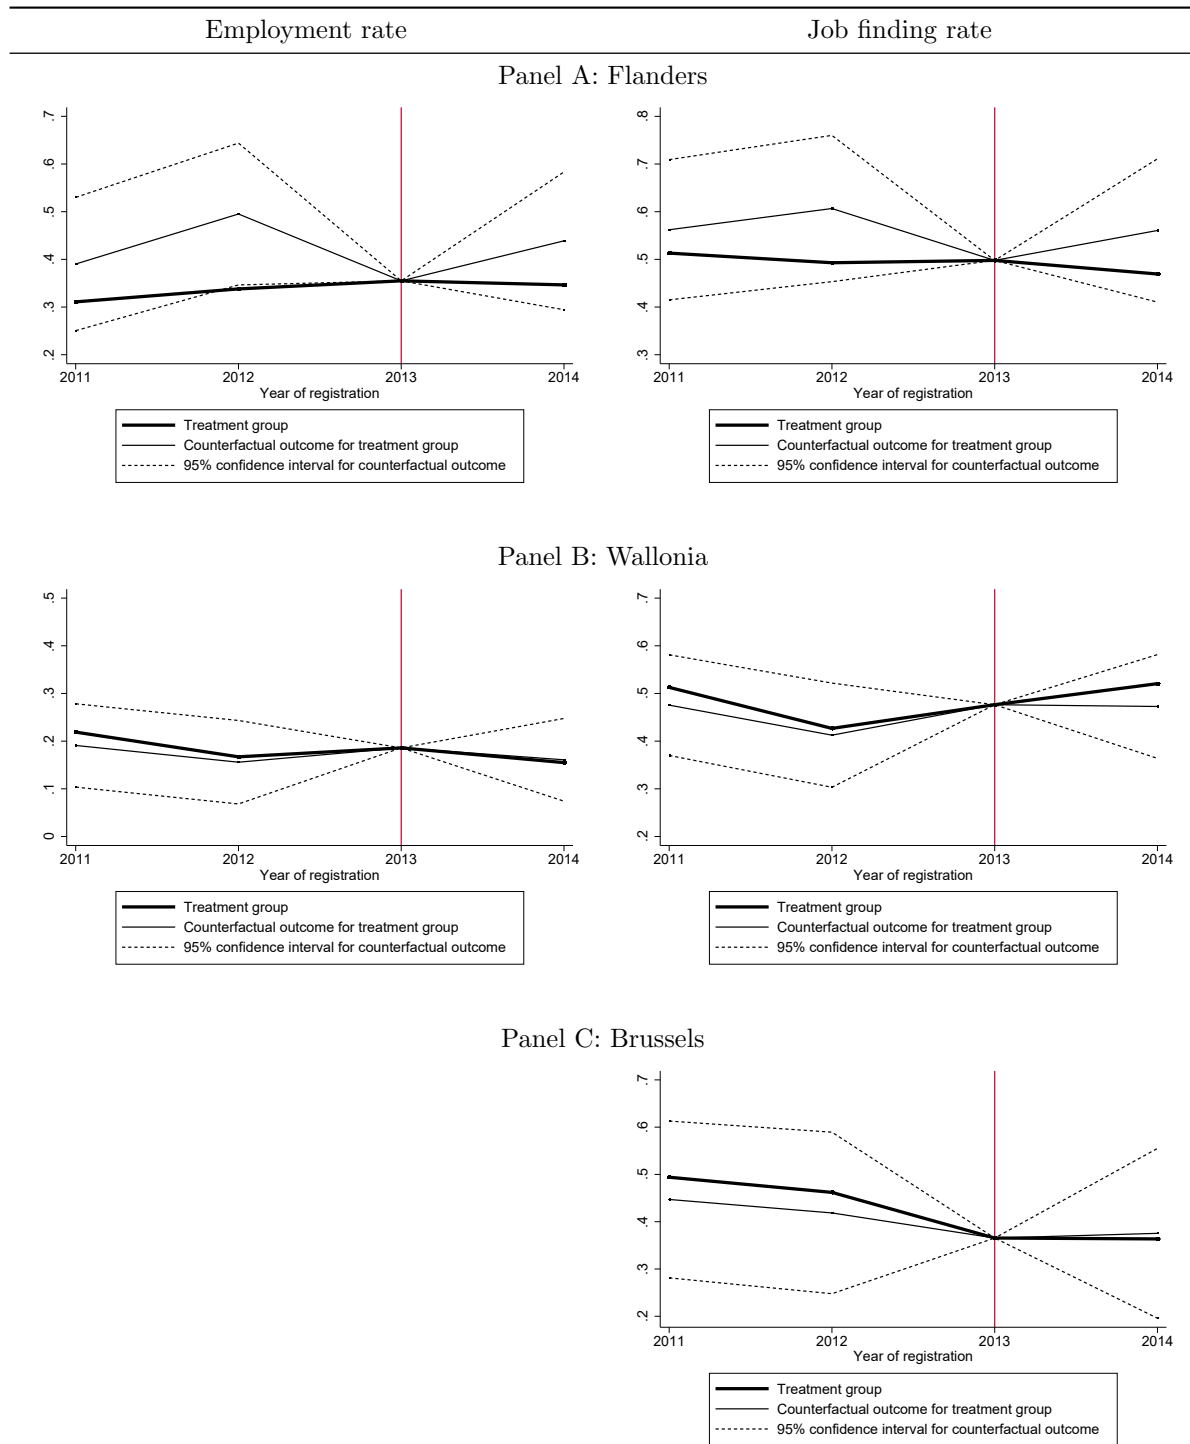 Employment rate Job finding rate
Panel A: Flanders
.7 .6 .5 .4 .3 .2
2011 2012 2013 2014
Year of registration
Treatment group
Counterfactual outcome for treatment group
95% confidence interval for counterfactual outcome
.8 .7 .6 .5 .4 .3
2011 2012 2013 2014
Year of registration
Treatment group
Counterfactual outcome for treatment group
95% confidence interval for counterfactual outcome
Panel B: Wallonia
.5 .4 .3 .2 .1 0
2011 2012 2013 2014
Year of registration
Treatment group
Counterfactual outcome for treatment group
95% confidence interval for counterfactual outcome
.7 .6 .5 .4 .3 .2
2011 2012 2013 2014
Year of registration
Treatment group
Counterfactual outcome for treatment group
95% confidence interval for counterfactual outcome
Panel C: Brussels
.7 .6 .5 .4 .3 .2
2011 2012 2013 2014
Year of registration
Treatment group
Counterfactual outcome for treatment group
95% confidence interval for counterfactual outcome